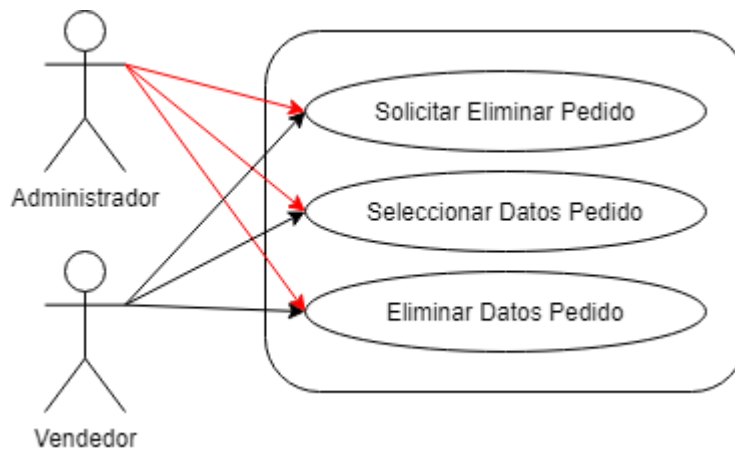 Solicitar Eliminar Pedido
Administrador
Seleccionar Datos Pedido
Eliminar Datos Pedido
Vendedor